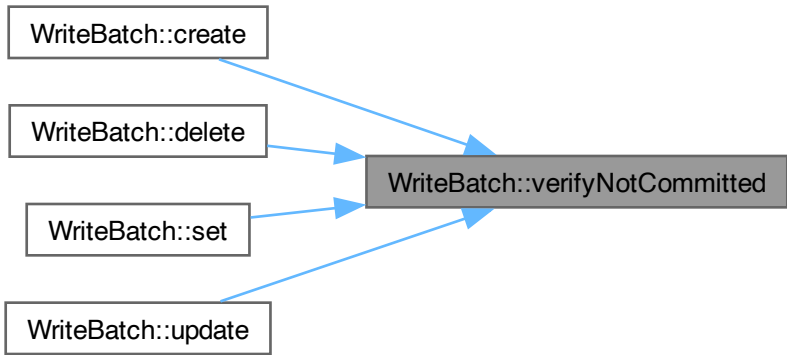 WriteBatch::create
WriteBatch::delete
WriteBatch::verifyNotCommitted
WriteBatch::set
WriteBatch::update